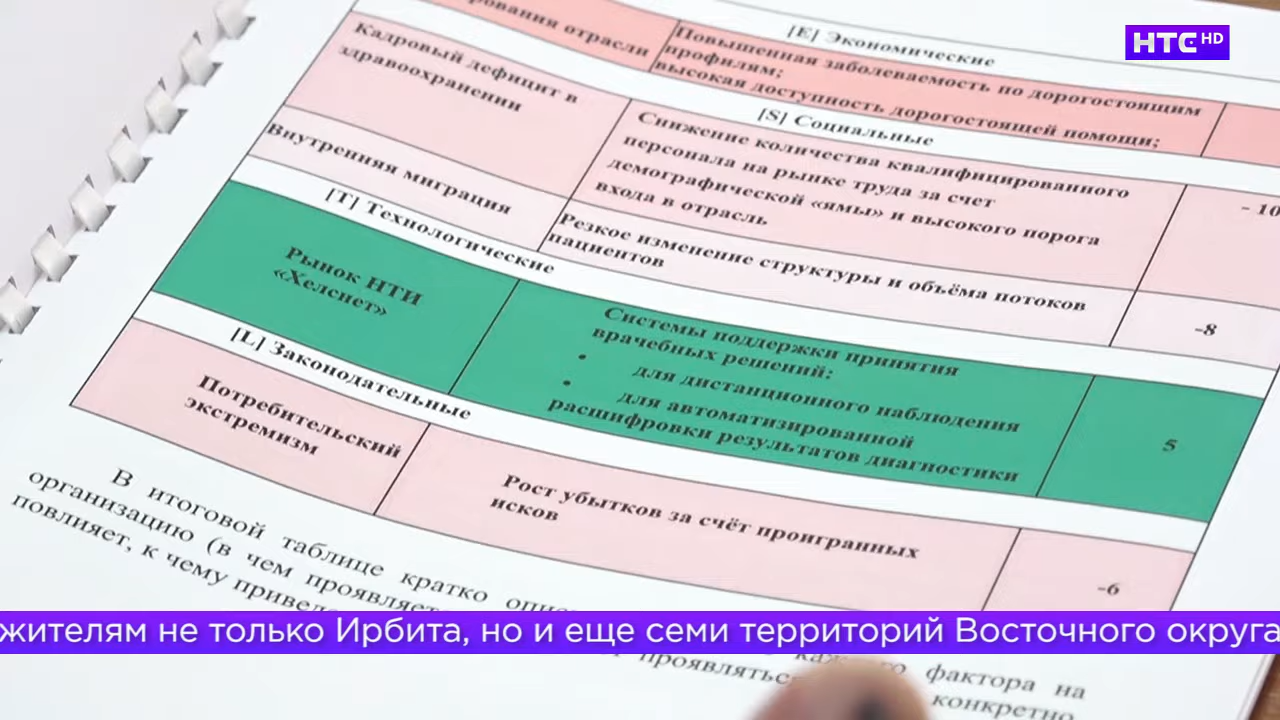 НТС HD
[E] Экономические
рования отрасли
Повышенная заболеваемость по дорогостоящим
профилям;
высокая доступность дорогостоящей помощи;
[S] Социальные
Кадровый дефицит в
здравоохранении
Снижение количества квалифицированного
персонала на рынке труда за счет
демографической «ямы» и высокого порога
входа в отрасль
- 10
Внутренняя миграция
Резкое изменение структуры и объёма потоков
пациентов
-8
[T] Технологические
Рынок НТИ
«Хелснет»
Системы поддержки принятия
врачебных решений:
• для дистанционного наблюдения
• для автоматизированной
расшифровки результатов диагностики
5
[L] Законодательные
Потребительский
экстремизм
Рост убытков за счёт проигранных
исков
-6
В итоговой таблице кратко
организацию (в чем проявляет
повлияет, к чему
фактора на
проявляться конкретно
жителям не только Ирбита, но и еще семи территорий Восточного округа